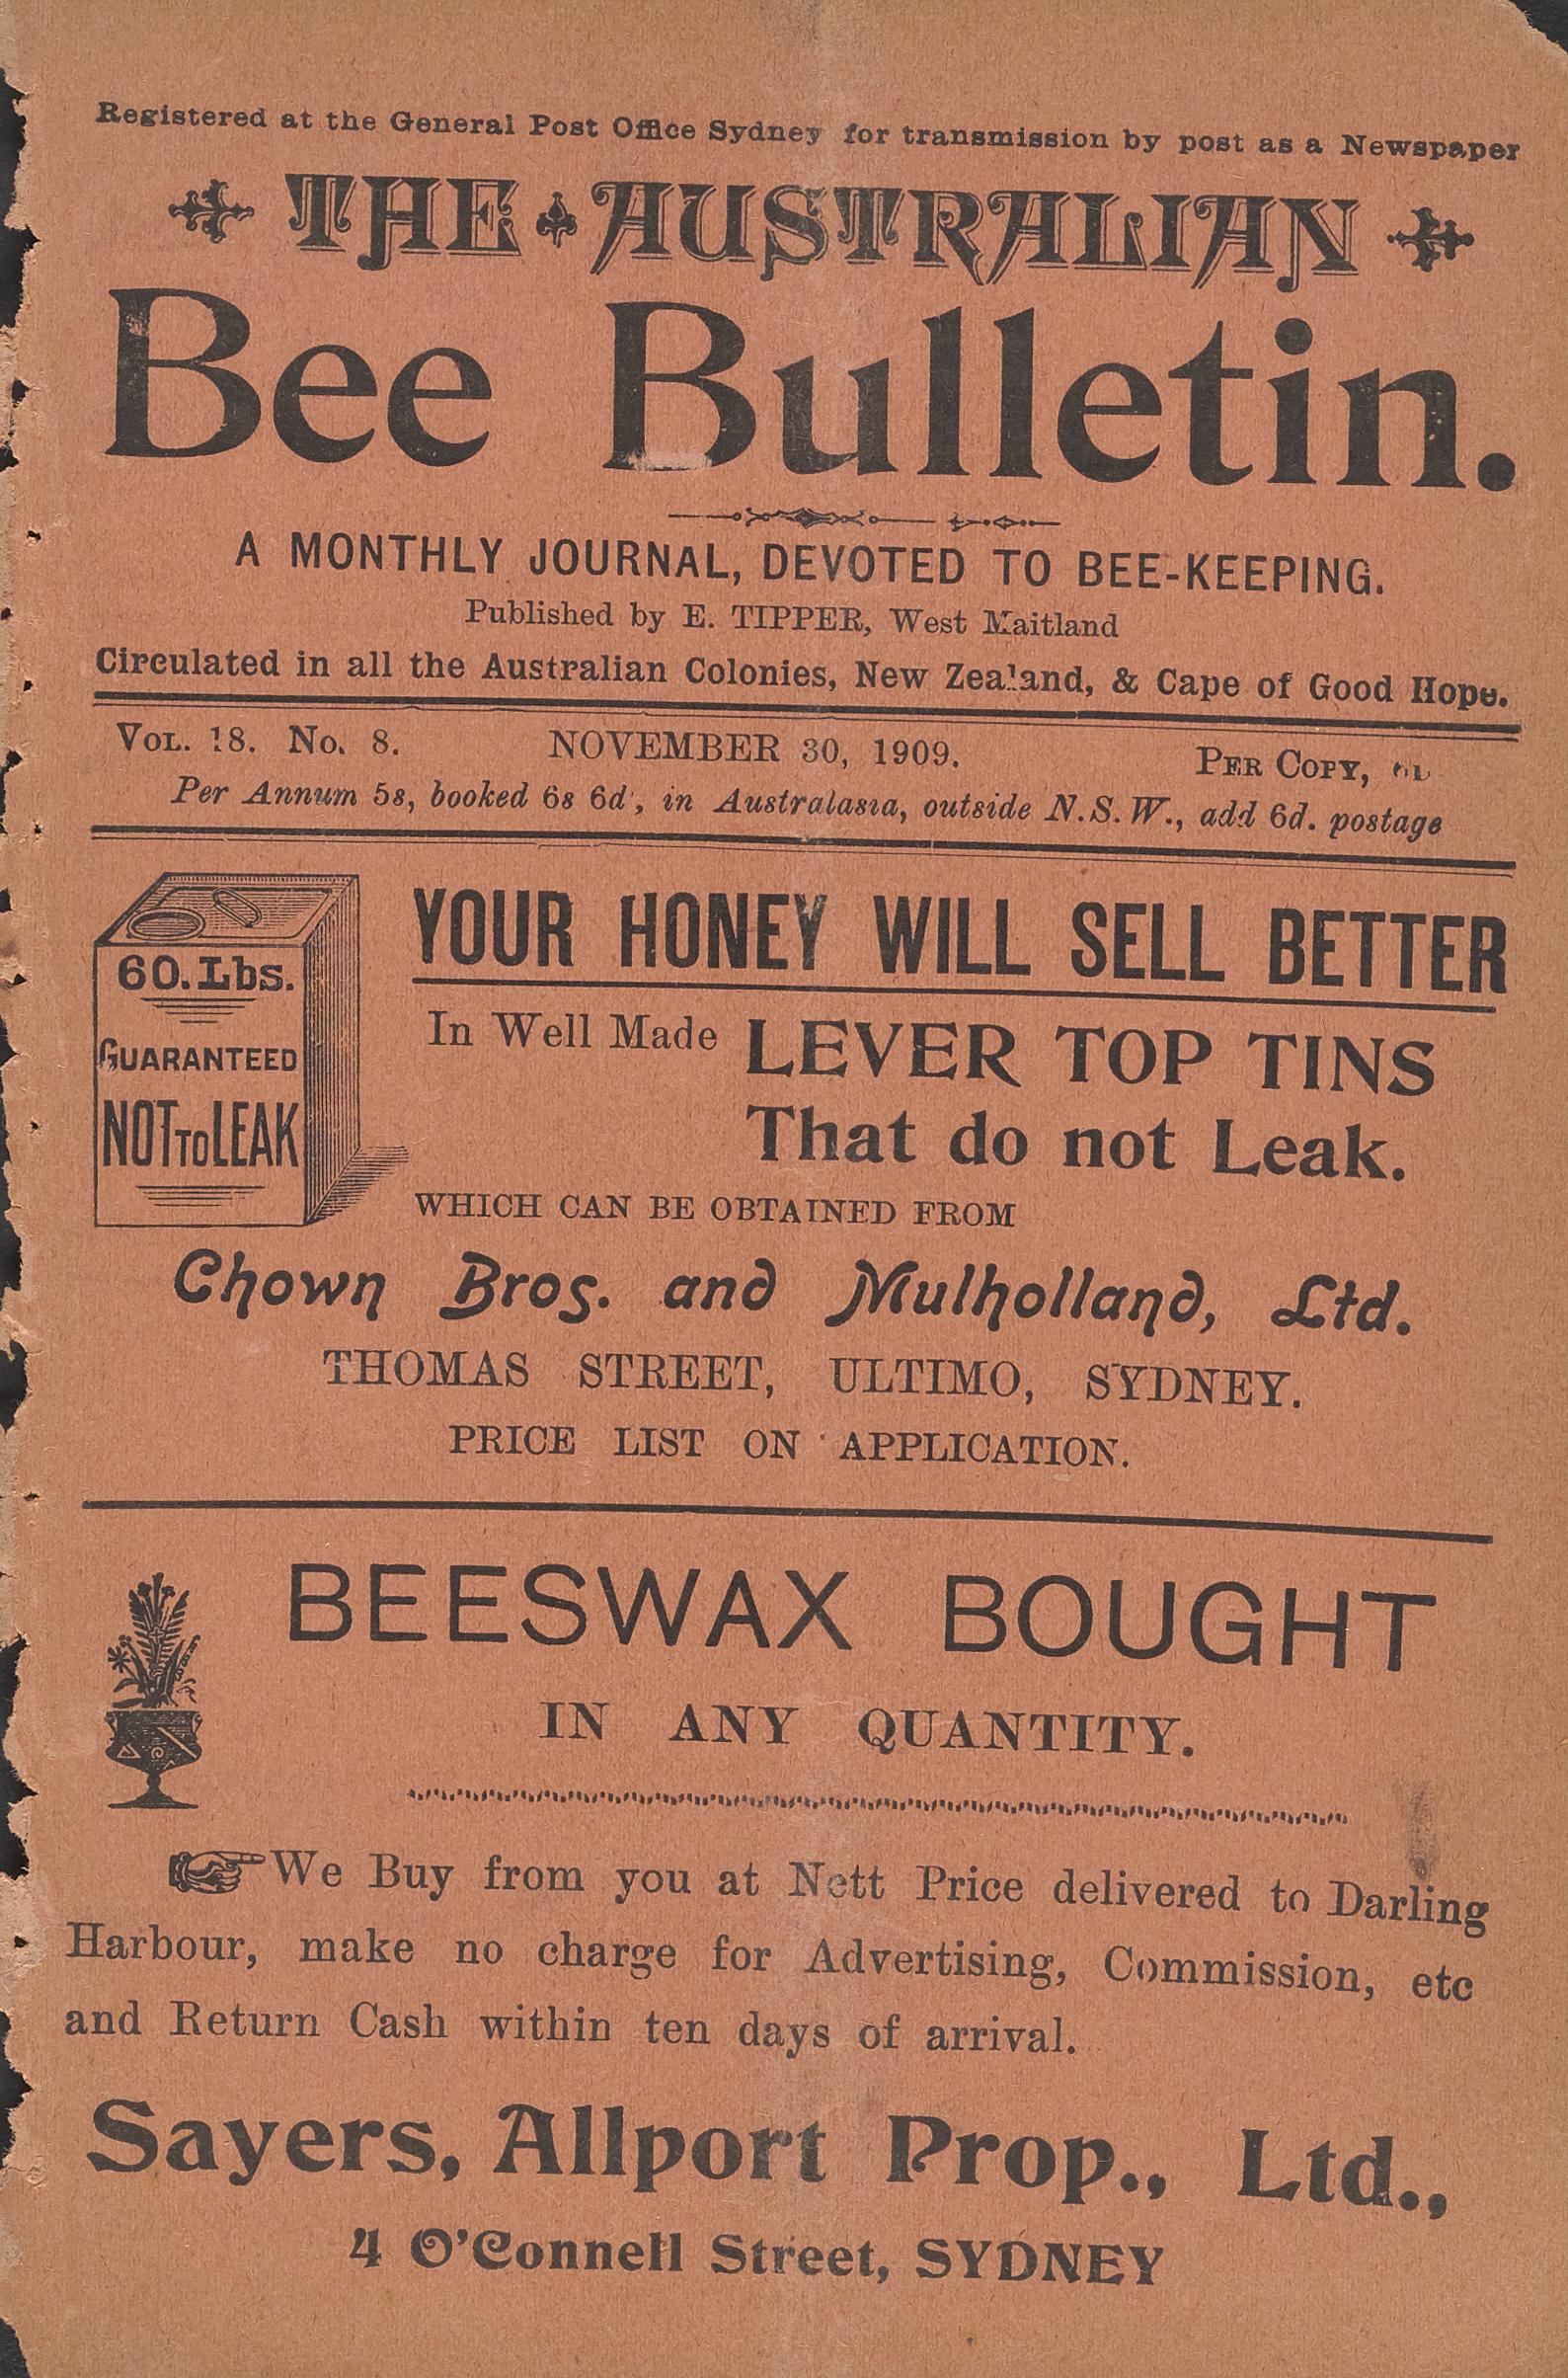 Registered at the General Post Office Sydney for transmission by post as a Newspaper
THE AUSTRALIAN
Bee Bulletin.
A MONTHLY JOURNAL, DEVOTED TO BEE-KEEPING.
Published by E. TIPPER, West Maitland
Circulated in all the Australian Colonies, New Zealand, & Cape of Good Hope.
VOL. 18. No. 8. NOVEMBER 30, 1909. PER COPY,
Per Annum 5s, booked 6s 6d, in Australasia, outside N.S.W., add 6d. postage
60.Lbs.
GUARANTEED
NOT TO LEAK
YOUR HONEY WILL SELL BETTER
In Well Made LEVER TOP TINS
That do not Leak.
WHICH CAN BE OBTAINED FROM
Chown Bros. and Mulholland, Ltd.
THOMAS STREET, ULTIMO, SYDNEY.
PRICE LIST ON APPLICATION.
BEESWAX BOUGHT
IN ANY QUANTITY.
We Buy from you at Nett Price delivered to Darling
Harbour, make no charge for Advertising, Commission, etc
and Return Cash within ten days of arrival.
Sayers, Allport Prop., Ltd.,
4 O'Connell Street, SYDNEY